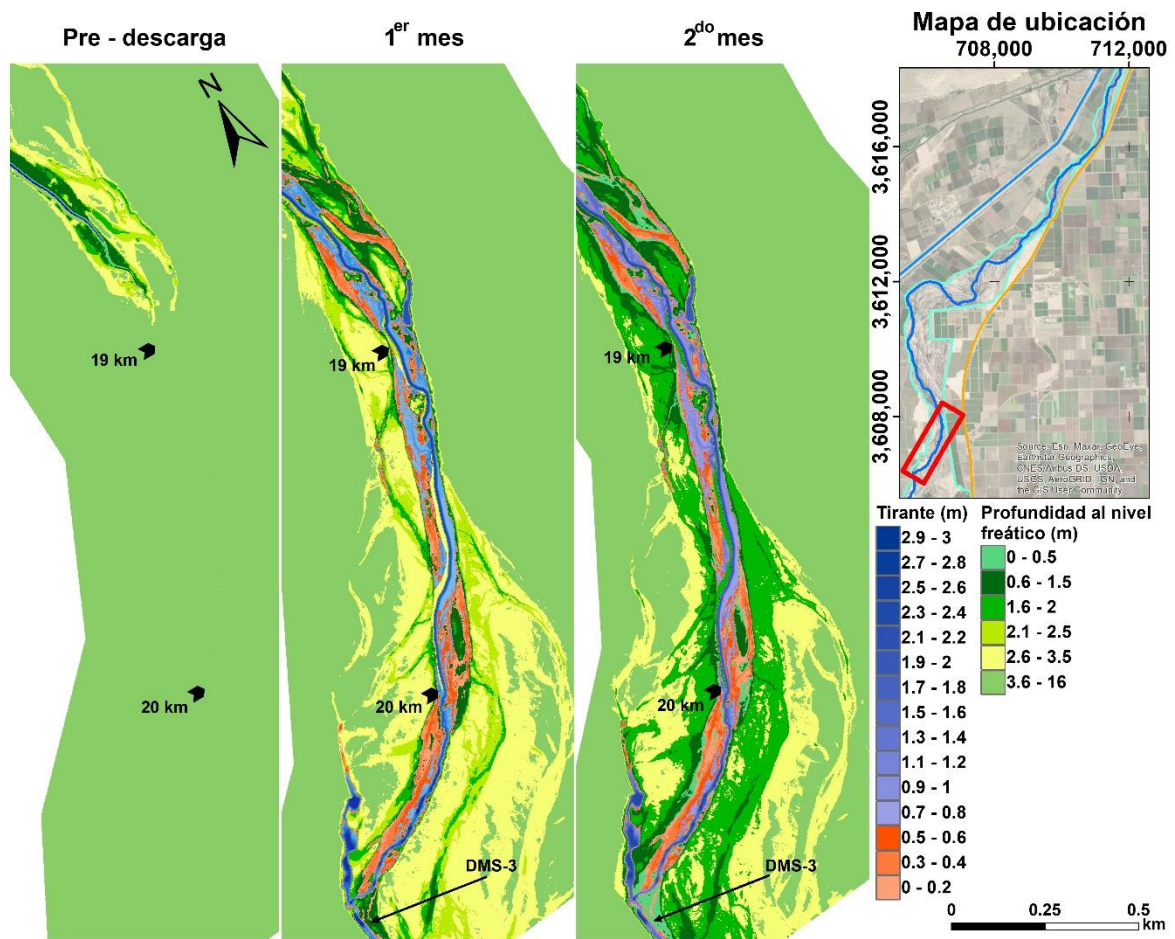 Pre - descarga
1er mes
2do mes
Mapa de ubicación
708,000 712,000
3,616,000
3,612,000
3,608,000
N
19 km
20 km
19 km
20 km
DMS-3
19 km
20 km
DMS-3
Source: Esri, Maxar, GeoEye,
Earthstar Geographics,
CNES/Airbus DS, USDA,
USGS, AeroGRID, IGN, and
the GIS User Community
Tirante (m)
2.9 - 3
2.7 - 2.8
2.5 - 2.6
2.3 - 2.4
2.1 - 2.2
1.9 - 2
1.7 - 1.8
1.5 - 1.6
1.3 - 1.4
1.1 - 1.2
0.9 - 1
0.7 - 0.8
0.5 - 0.6
0.3 - 0.4
0 - 0.2
Profundidad al nivel
freático (m)
0 - 0.5
0.6 - 1.5
1.6 - 2
2.1 - 2.5
2.6 - 3.5
3.6 - 16
0 0.25 0.5
km